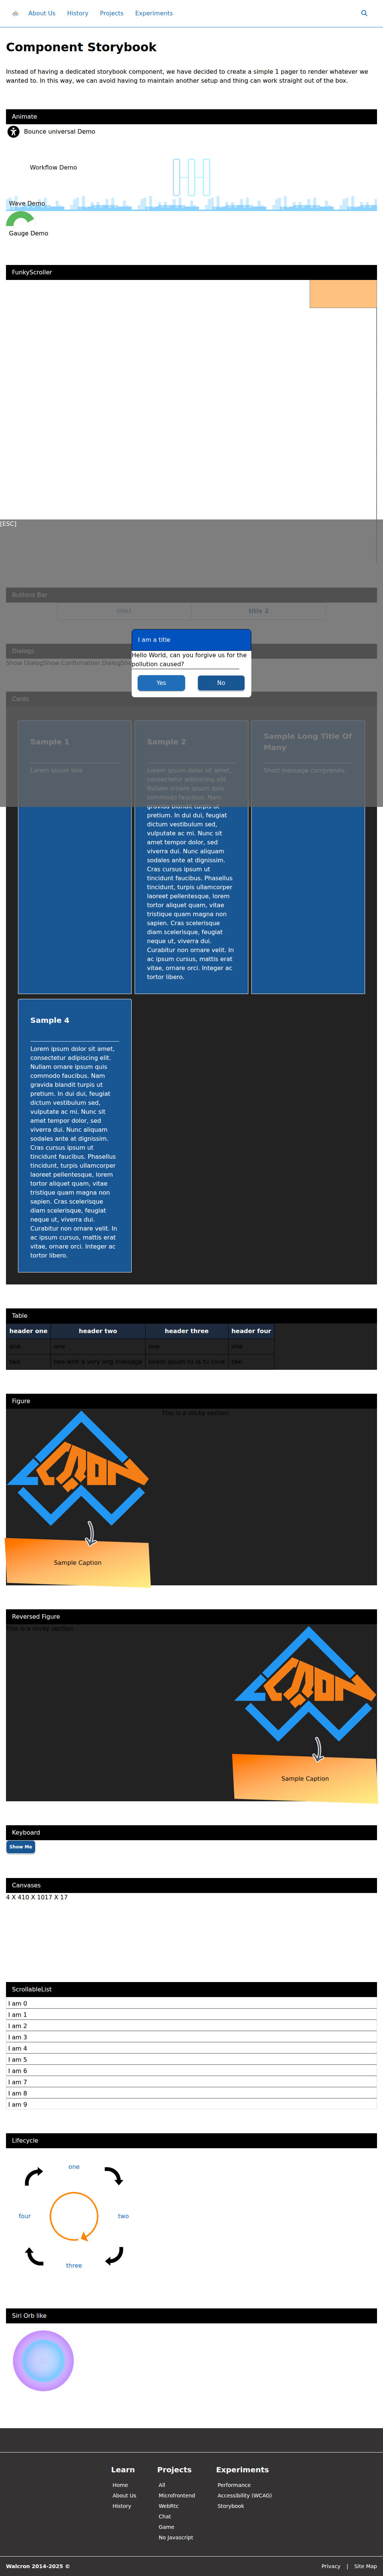 About Us History Projects Experiments
Component Storybook
Instead of having a dedicated storybook component, we have decided to create a simple 1 pager to render whatever we
wanted to. In this way, we can avoid having to maintain another setup and thing can work straight out of the box.
Animate
Bounce universal Demo
Workflow Demo
Wave Demo
Gauge Demo
FunkyScroller
[ESC]
Buttons Bar
title1 title 2
Dialogs
Show DialogShow Confirmation Dialog
I am a title
Hello World, can you forgive us for the
pollution caused?
Yes No
Cards
Sample 1
Lorem ipsum love
Sample 2
Lorem ipsum dolor sit amet,
consectetur adipiscing elit.
Nullam ornare ipsum quis
commodo faucibus. Nam
gravida blandit turpis ut
pretium. In dui dui, feugiat
dictum vestibulum sed,
vulputate ac mi. Nunc sit
amet tempor dolor, sed
viverra dui. Nunc aliquam
sodales ante at dignissim.
Cras cursus ipsum ut
tincidunt faucibus. Phasellus
tincidunt, turpis ullamcorper
laoreet pellentesque, lorem
tortor aliquet quam, vitae
tristique quam magna non
sapien. Cras scelerisque
diam scelerisque, feugiat
neque ut, viverra dui.
Curabitur non ornare velit. In
ac ipsum cursus, mattis erat
vitae, ornare orci. Integer ac
tortor libero.
Sample Long Title Of
Many
Short message comprendo.
Sample 4
Lorem ipsum dolor sit amet,
consectetur adipiscing elit.
Nullam ornare ipsum quis
commodo faucibus. Nam
gravida blandit turpis ut
pretium. In dui dui, feugiat
dictum vestibulum sed,
vulputate ac mi. Nunc sit
amet tempor dolor, sed
viverra dui. Nunc aliquam
sodales ante at dignissim.
Cras cursus ipsum ut
tincidunt faucibus. Phasellus
tincidunt, turpis ullamcorper
laoreet pellentesque, lorem
tortor aliquet quam, vitae
tristique quam magna non
sapien. Cras scelerisque
diam scelerisque, feugiat
neque ut, viverra dui.
Curabitur non ornare velit. In
ac ipsum cursus, mattis erat
vitae, ornare orci. Integer ac
tortor libero.
Table
header one header two header three header four
one one one one
two two with a very ong message two
Figure
This is a sticky section
Sample Caption
Reversed Figure
This is a sticky section
Sample Caption
Keyboard
Show Me
Canvases
4 X 410 X 1017 X 17
ScrollableList
I am 0
I am 1
I am 2
I am 3
I am 4
I am 5
I am 6
I am 7
I am 8
I am 9
Lifecycle
one
four two
three
Siri Orb like
Learn
Home
About Us
History
Projects
All
Microfrontend
WebRtc
Chat
Game
No Javascript
Experiments
Performance
Accessibility (WCAG)
Storybook
Walcron 2014-2025 ©
Privacy | Site Map